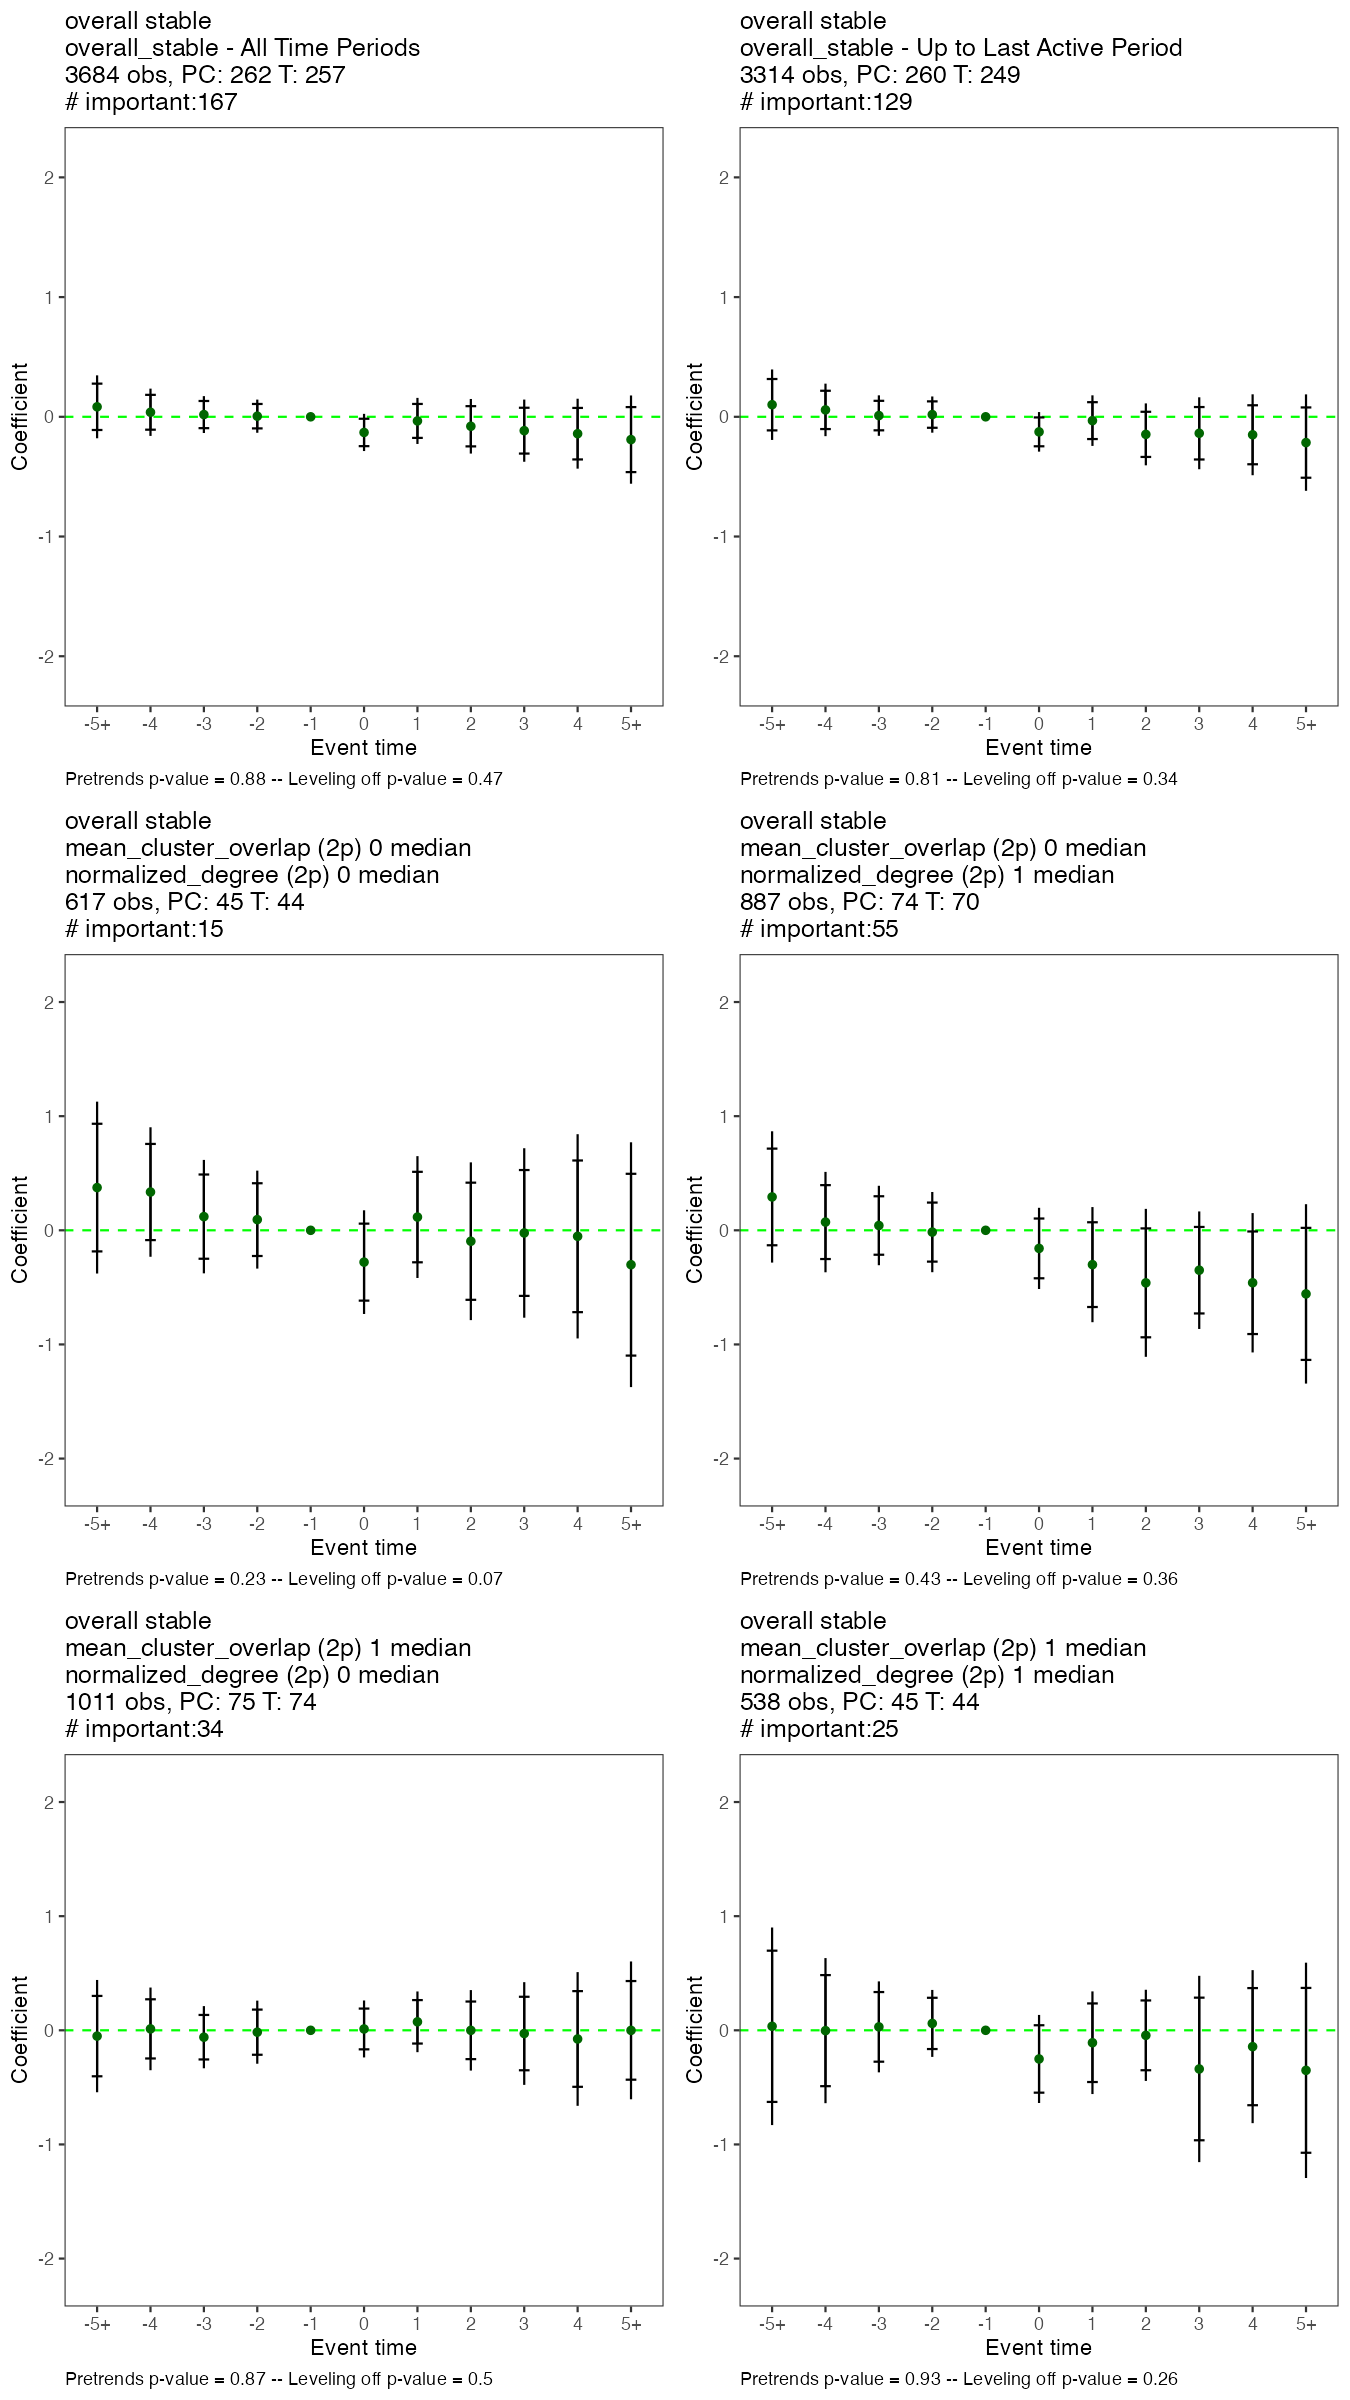 overall stable
overall_stable - All Time Periods
3684 obs, PC: 262 T: 257
# important:167
2
1
0
-1
-2
Coefficient
-5+ -4 -3 -2 -1 0 1 2 3 4 5+
Event time
Pretrends p-value = 0.88 -- Leveling off p-value = 0.47
overall stable
overall_stable - Up to Last Active Period
3314 obs, PC: 260 T: 249
# important:129
2
1
0
-1
-2
Coefficient
-5+ -4 -3 -2 -1 0 1 2 3 4 5+
Event time
Pretrends p-value = 0.81 -- Leveling off p-value = 0.34
overall stable
mean_cluster_overlap (2p) 0 median
normalized_degree (2p) 0 median
617 obs, PC: 45 T: 44
# important:15
2
1
0
-1
-2
Coefficient
-5+ -4 -3 -2 -1 0 1 2 3 4 5+
Event time
Pretrends p-value = 0.23 -- Leveling off p-value = 0.07
overall stable
mean_cluster_overlap (2p) 0 median
normalized_degree (2p) 1 median
887 obs, PC: 74 T: 70
# important:55
2
1
0
-1
-2
Coefficient
-5+ -4 -3 -2 -1 0 1 2 3 4 5+
Event time
Pretrends p-value = 0.43 -- Leveling off p-value = 0.36
overall stable
mean_cluster_overlap (2p) 1 median
normalized_degree (2p) 0 median
1011 obs, PC: 75 T: 74
# important:34
2
1
0
-1
-2
Coefficient
-5+ -4 -3 -2 -1 0 1 2 3 4 5+
Event time
Pretrends p-value = 0.87 -- Leveling off p-value = 0.5
overall stable
mean_cluster_overlap (2p) 1 median
normalized_degree (2p) 1 median
538 obs, PC: 45 T: 44
# important:25
2
1
0
-1
-2
Coefficient
-5+ -4 -3 -2 -1 0 1 2 3 4 5+
Event time
Pretrends p-value = 0.93 -- Leveling off p-value = 0.26